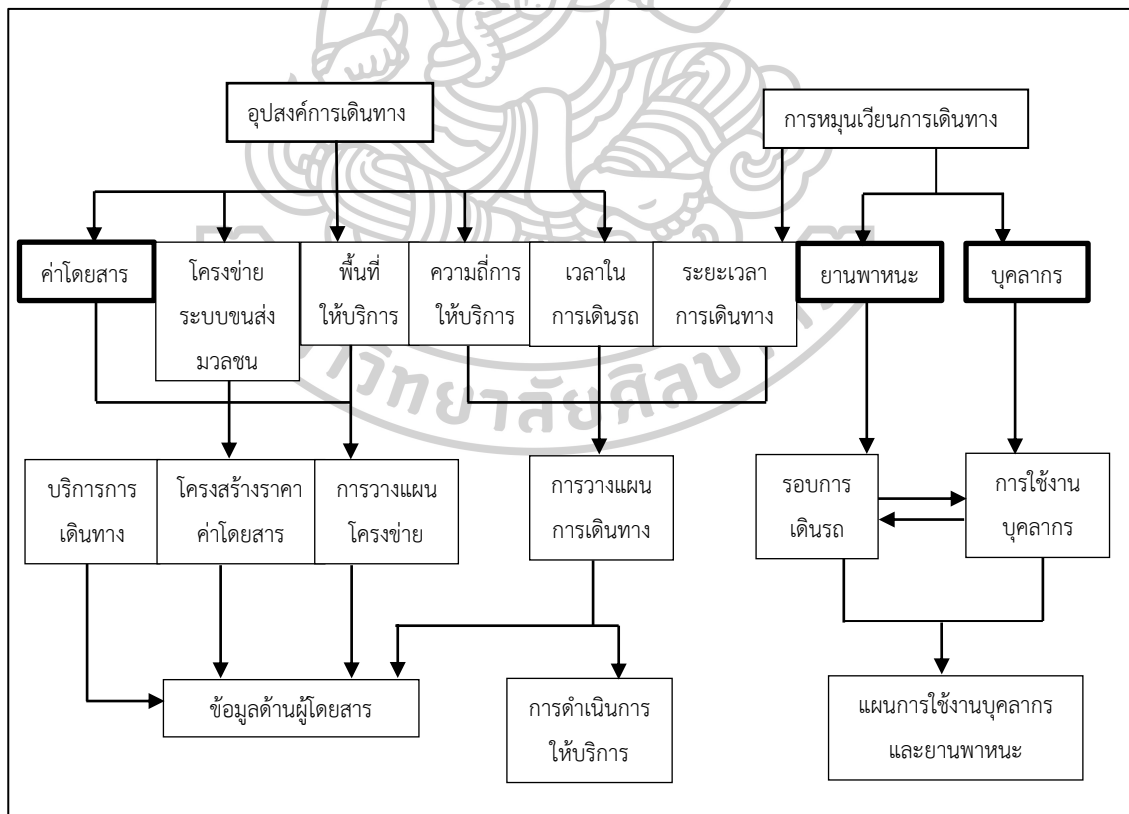 อุปสงค์การเดินทาง
การหมุนเวียนการเดินทาง
ค่าโดยสาร
โครงข่าย
ระบบขนส่ง
มวลชน
พื้นที่
ให้บริการ
ความถี่การ
ให้บริการ
เวลาใน
การเดินรถ
ระยะเวลา
การเดินทาง
ยานพาหนะ
บุคลากร
บริการการ
เดินทาง
โครงสร้างราคา
ค่าโดยสาร
การวางแผน
โครงข่าย
การวางแผน
การเดินทาง
รอบการ
เดินรถ
การใช้งาน
บุคลากร
ข้อมูลด้านผู้โดยสาร
การดำเนินการ
ให้บริการ
แผนการใช้งานบุคลากร
และยานพาหนะ